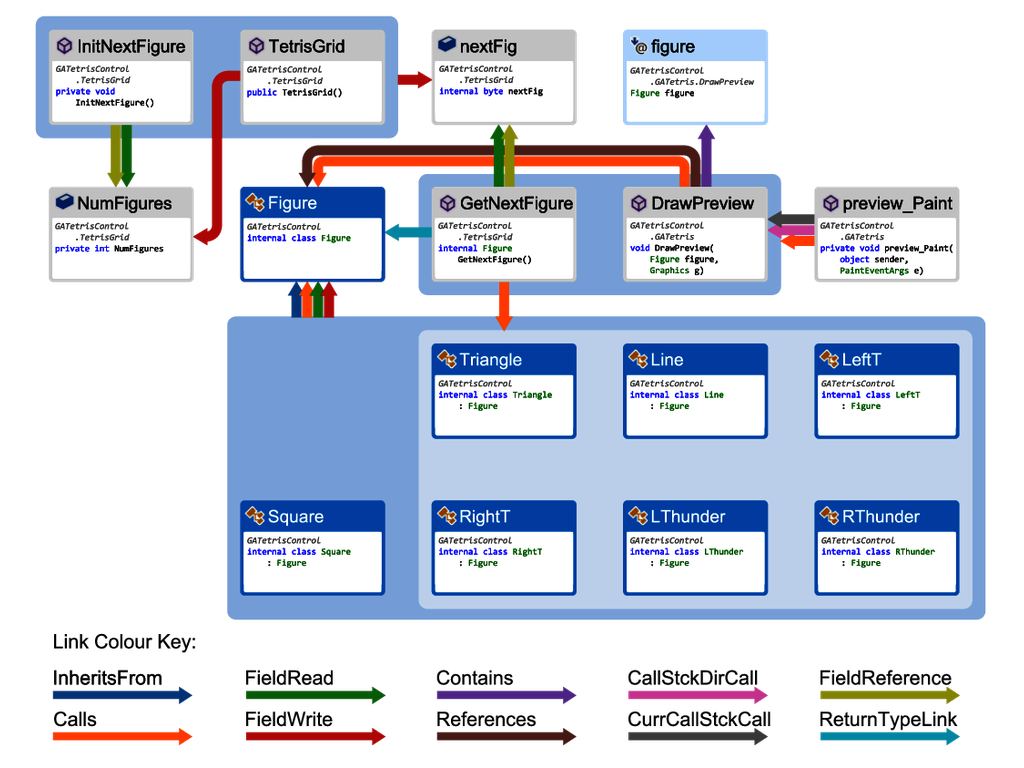 InitNextFigure
GATetrisControl
.TetrisGrid
private void
InitNextFigure()
TetrisGrid
GATetrisControl
.TetrisGrid
public TetrisGrid()
nextFig
GATetrisControl
.TetrisGrid
internal byte nextFig
@ figure
GATetrisControl
.GATetris.DrawPreview
Figure figure
NumFigures
GATetrisControl
.TetrisGrid
private int NumFigures
Figure
GATetrisControl
internal class Figure
GetNextFigure
GATetrisControl
.TetrisGrid
internal Figure
GetNextFigure()
DrawPreview
GATetrisControl
.GATetris
void DrawPreview(
Figure figure,
Graphics g)
preview_Paint
GATetrisControl
.GATetris
private void preview_Paint(
object sender,
PaintEventArgs e)
Triangle
GATetrisControl
internal class Triangle
: Figure
Line
GATetrisControl
internal class Line
: Figure
LeftT
GATetrisControl
internal class LeftT
: Figure
Square
GATetrisControl
internal class Square
: Figure
RightT
GATetrisControl
internal class RightT
: Figure
LThunder
GATetrisControl
internal class LThunder
: Figure
RThunder
GATetrisControl
internal class RThunder
: Figure
Link Colour Key:
InheritsFrom
FieldRead
Contains
CallStckDirCall
FieldReference
Calls
FieldWrite
References
CurrCallStckCall
ReturnTypeLink